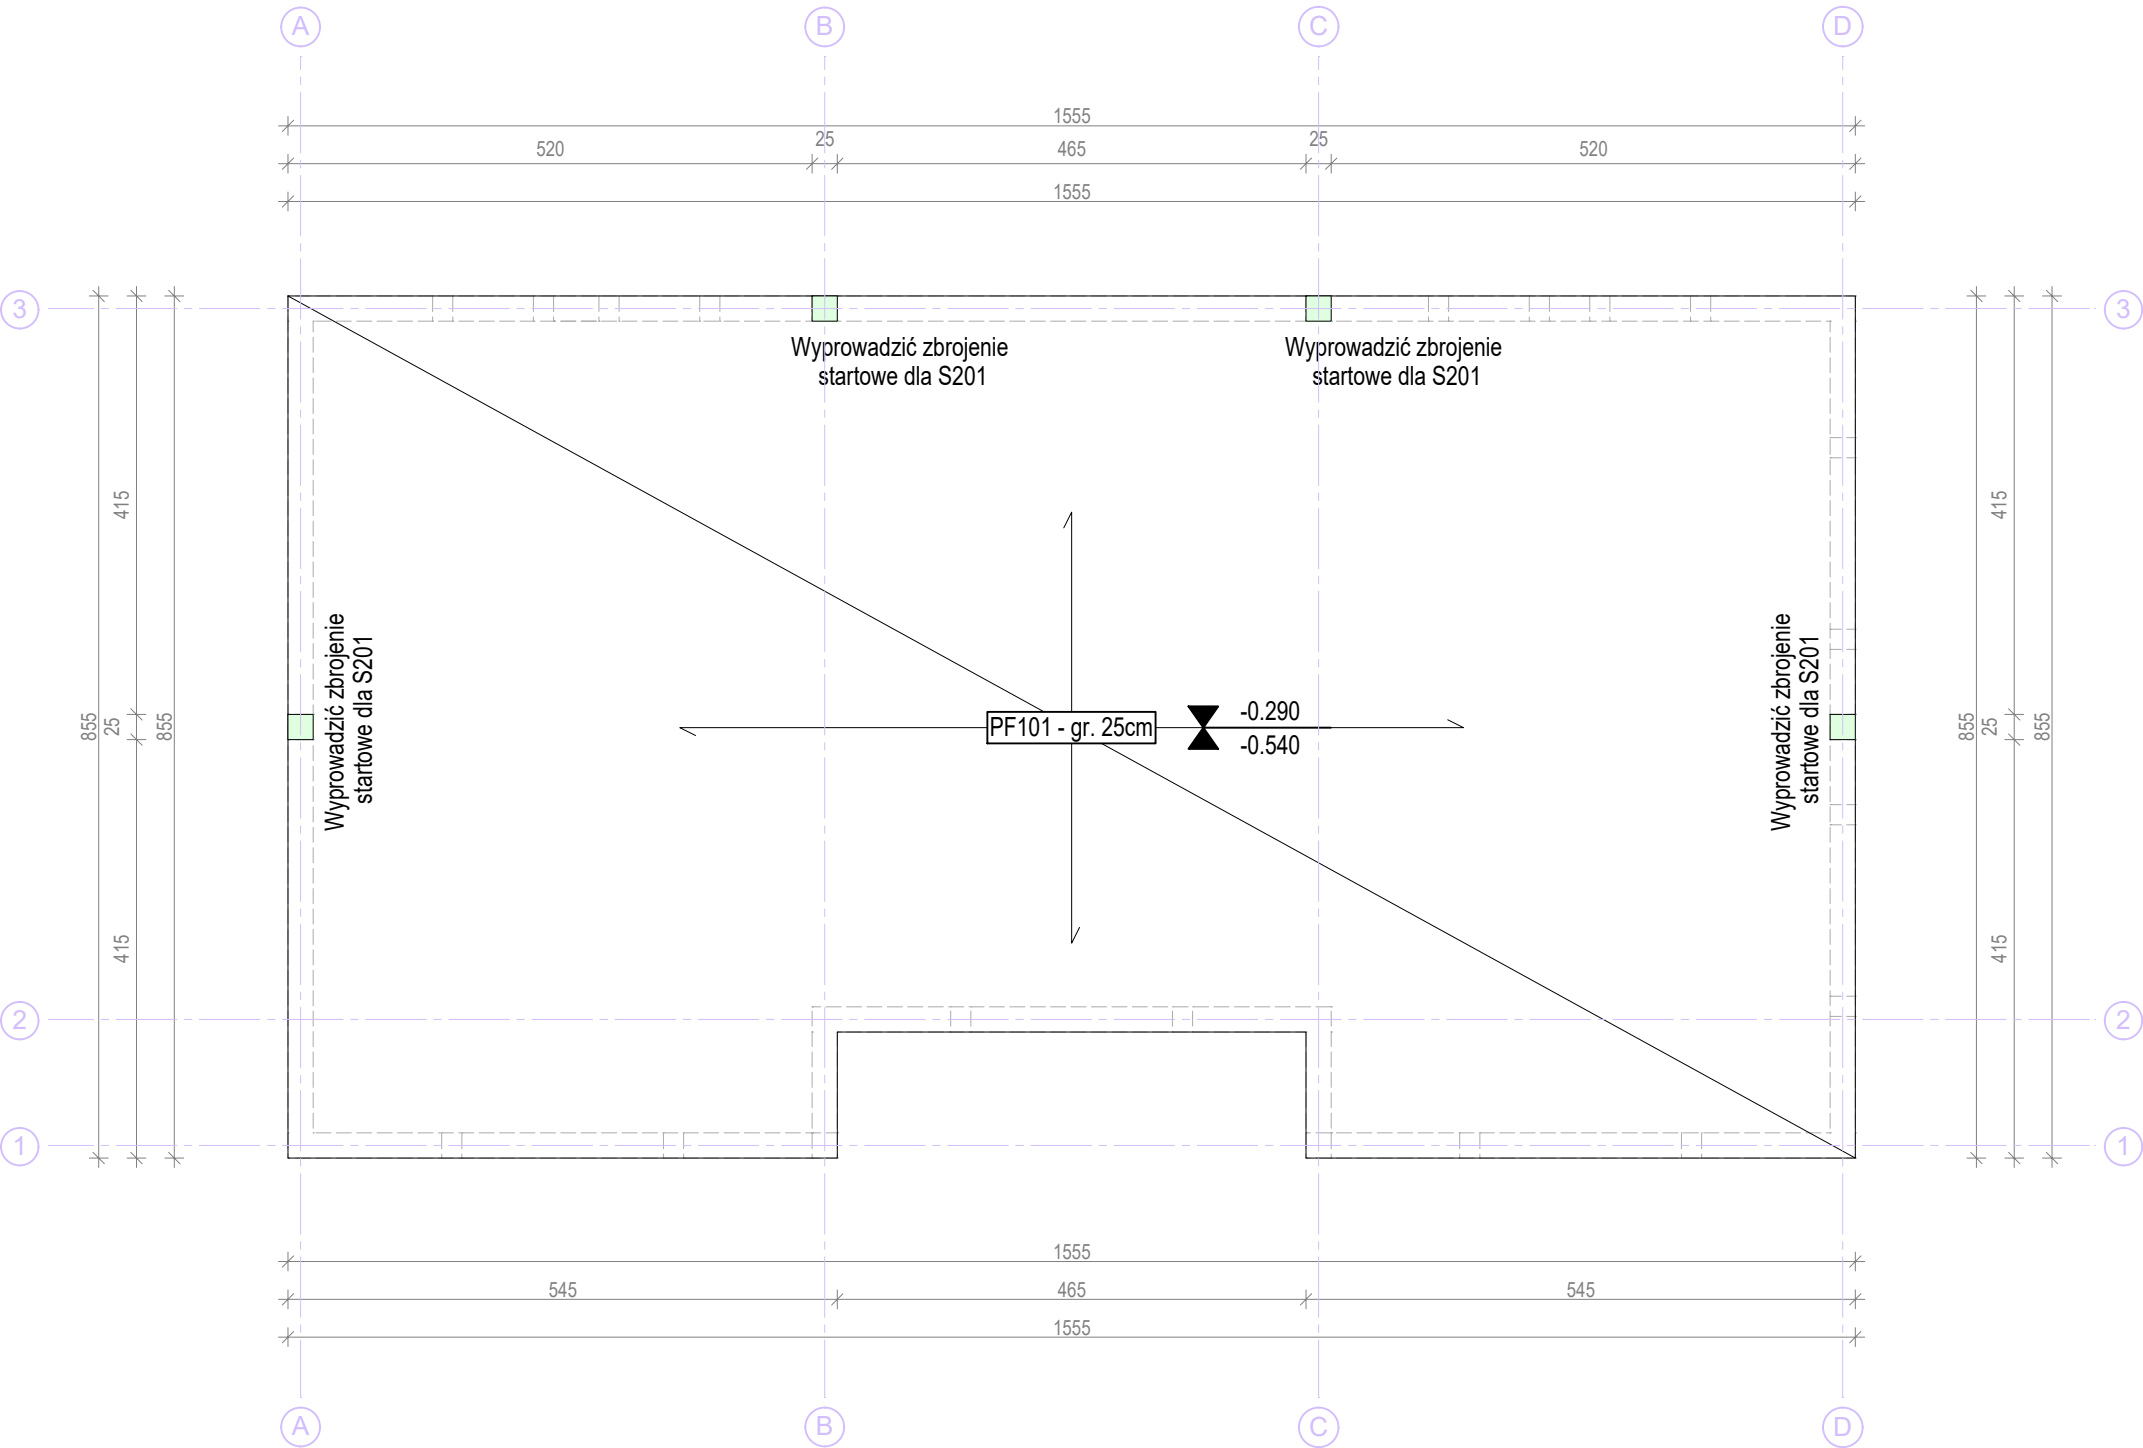 A B C D
1555
25 25
520 465 520
1555
3 3
Wyprowadzić zbrojenie
startowe dla S201
Wyprowadzić zbrojenie
startowe dla S201
415
415
Wyprowadzić zbrojenie
startowe dla S201
Wyprowadzić zbrojenie
startowe dla S201
855
25
855
PF101 - gr. 25cm
-0.290
-0.540
855
25
855
415
415
2 2
1 1
1555
545 465 545
1555
A B C D